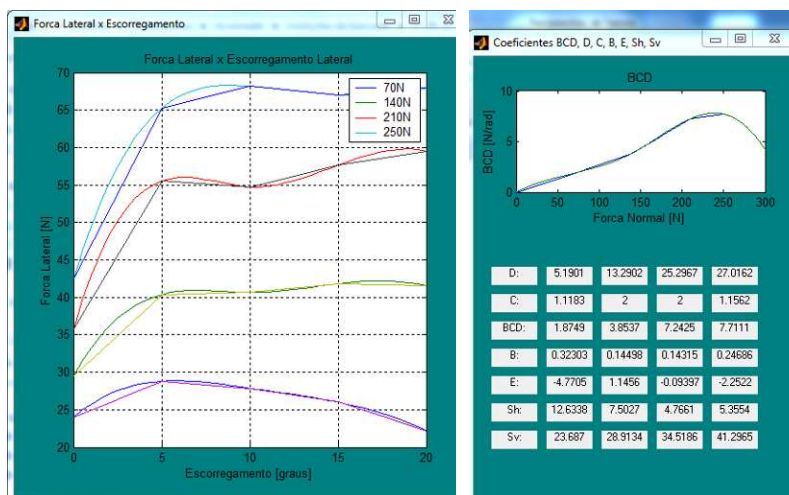 Forca Lateral x Escorregamento
Forca Lateral x Escorregamento Lateral
70
65
60
55
50
45
40
35
30
25
20
Forca Lateral [N]
70N
140N
210N
250N
0 5 10 15 20
Escorregamento [graus]
Coeficientes BCD, D, C, B, E, Sh, Sv
BCD
10
5
0
BCD [N/rad]
0 50 100 150 200 250 300
Forca Normal [N]
D: 5.1901 13.2902 25.2967 27.0162
C: 1.1183 2 2 1.1562
BCD: 1.8749 3.8537 7.2425 7.7111
B: 0.32303 0.14498 0.14315 0.24686
E: -4.7705 1.1456 -0.09397 -2.2522
Sh: 12.6338 7.5027 4.7661 5.3554
Sv: 23.687 28.9134 34.5186 41.2965